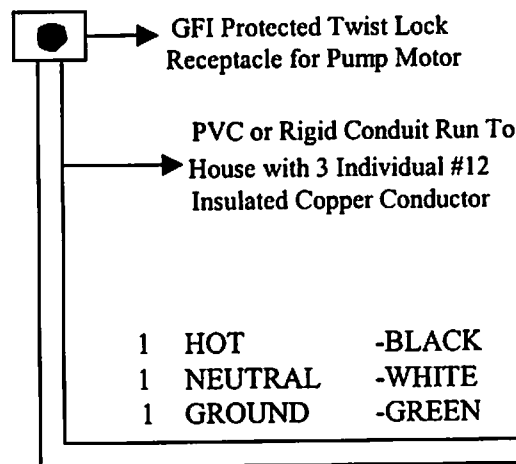 GFI Protected Twist Lock
Receptacle for Pump Motor
PVC or Rigid Conduit Run To
House with 3 Individual #12
Insulated Copper Conductor
1 HOT -BLACK
1 NEUTRAL -WHITE
1 GROUND -GREEN